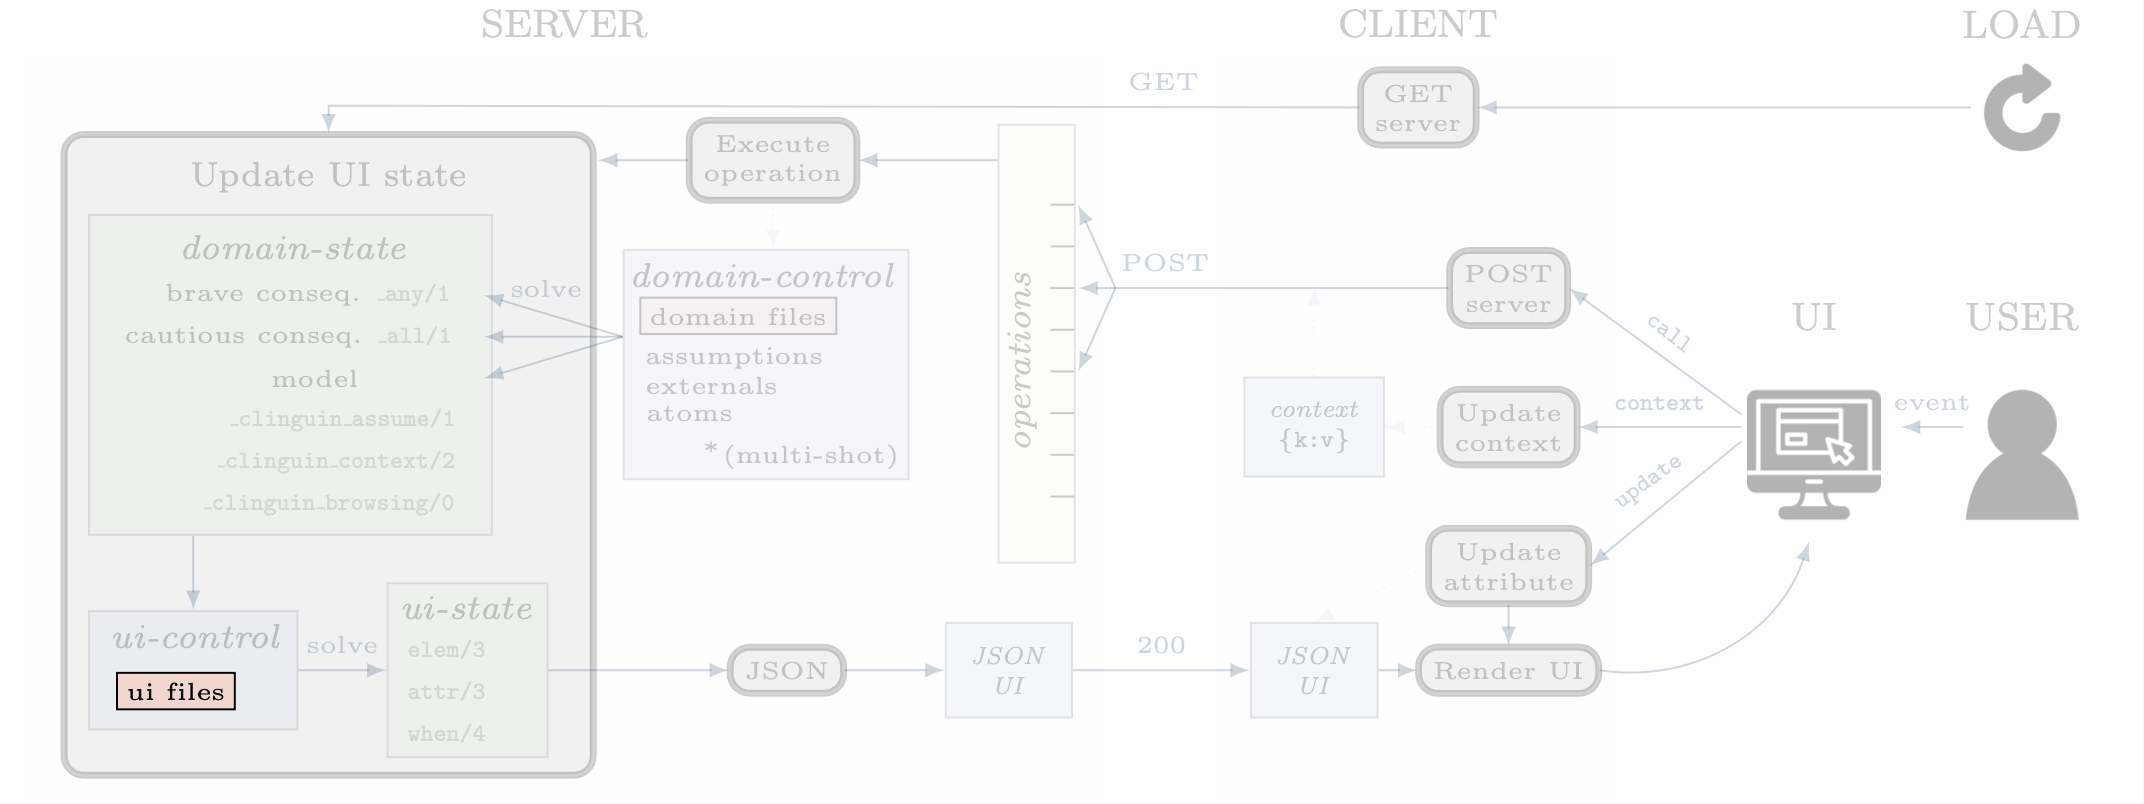 SERVER
CLIENT
LOAD
GET
GET
server
Execute
operation
Update UI state
domain-state
brave conseq. _any/1
cautious conseq. _all/1
model
_clinguin_assume/1
_clinguin_context/2
_clinguin_browsing/0
solve
domain-control
domain files
assumptions
externals
atoms
*(multi-shot)
operations
POST
POST
server
call
UI
USER
context
{k:v}
Update
context
context
event
update
Update
attribute
ui-control
ui files
solve
ui-state
elem/3
attr/3
when/4
JSON
JSON
UI
200
JSON
UI
Render UI